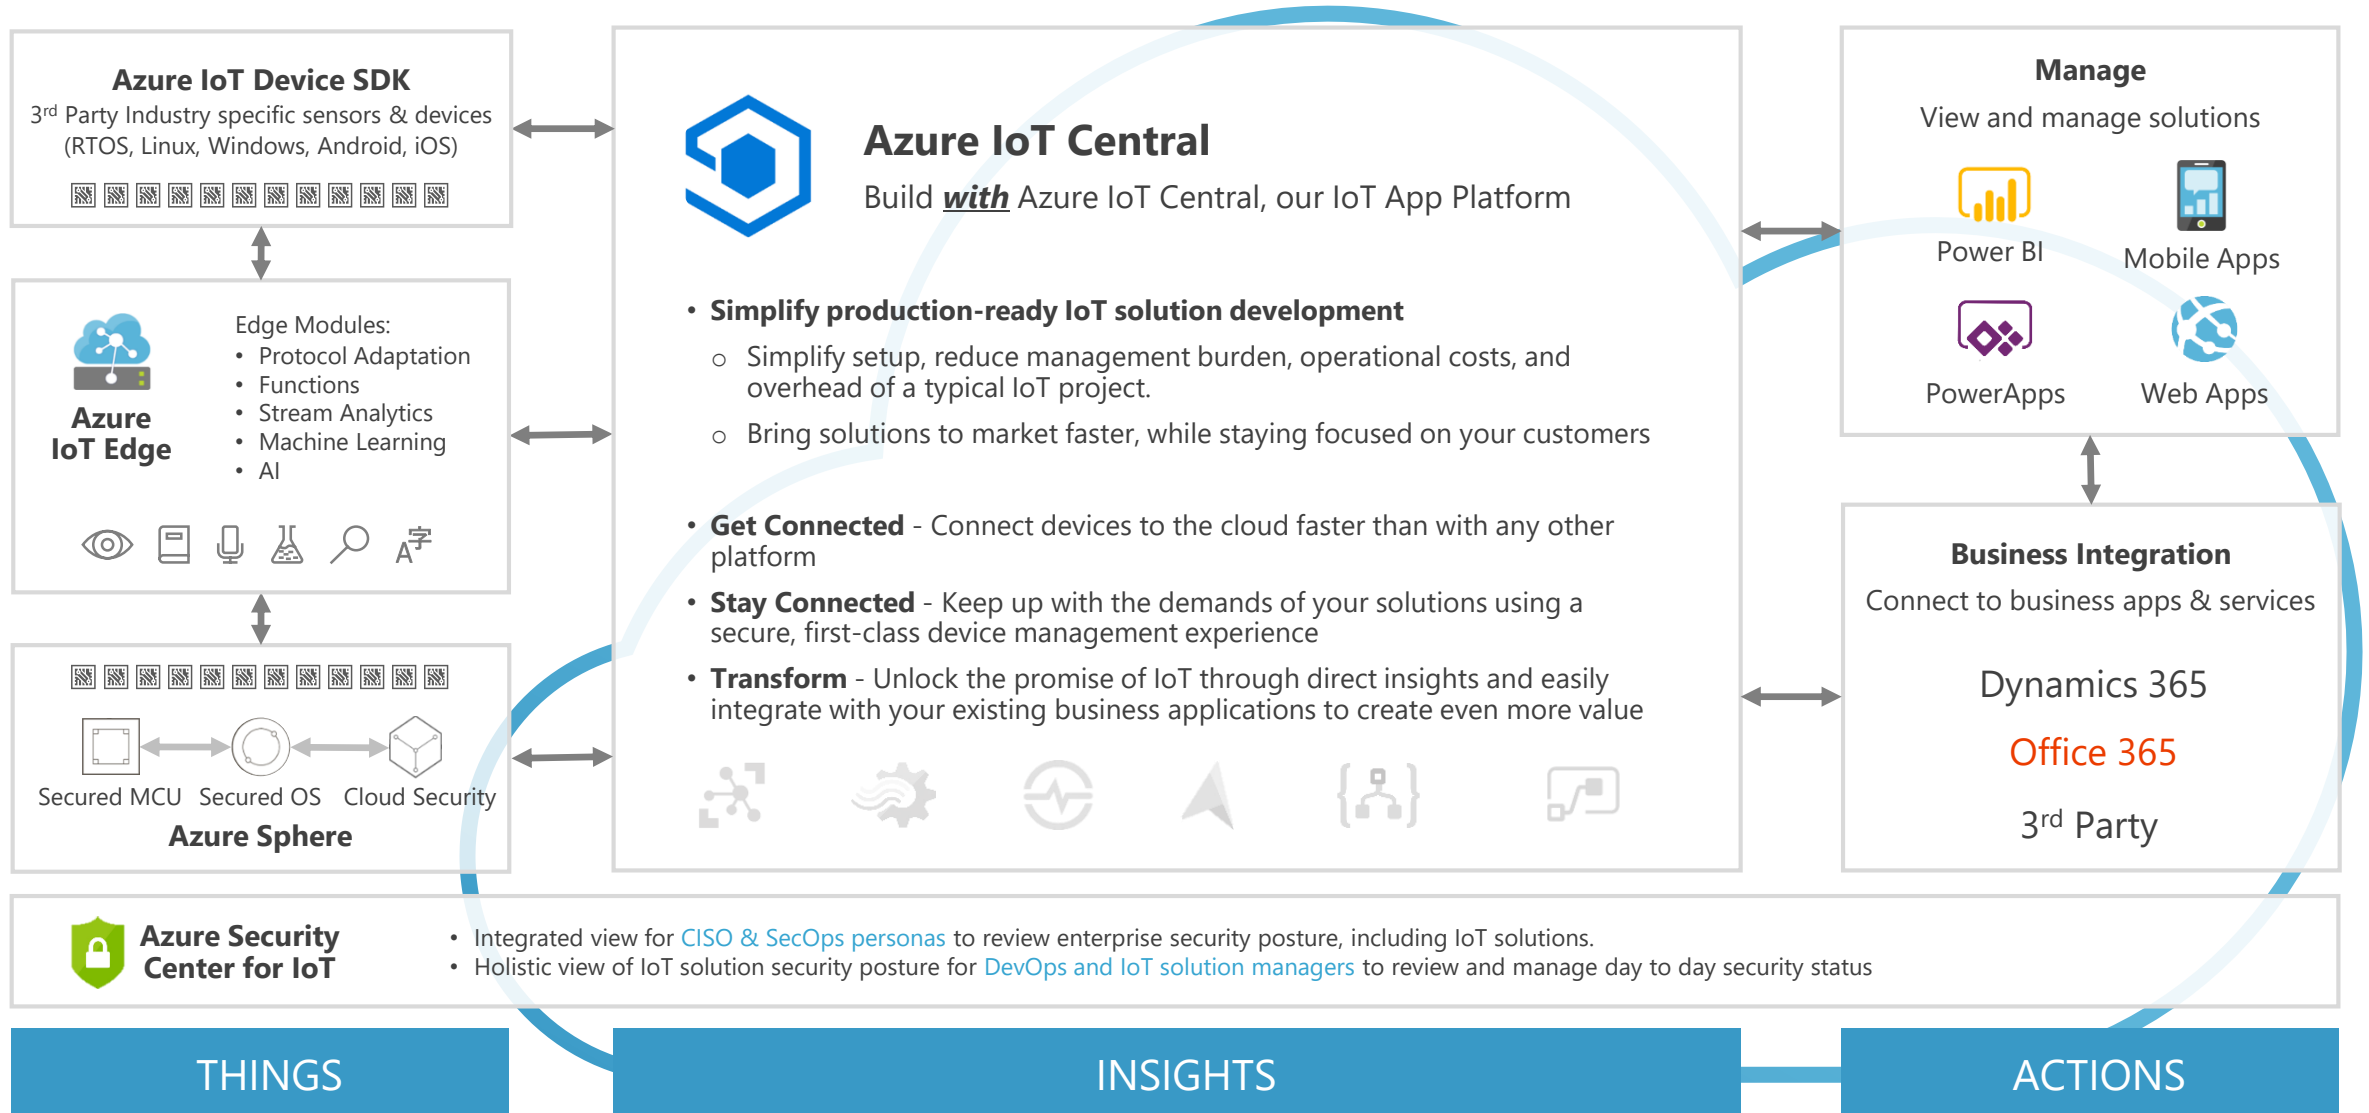 Azure IoT Device SDK
3rd Party Industry specific sensors & devices
(RTOS, Linux, Windows, Android, iOS)
Azure
IoT Edge
Edge Modules:
• Protocol Adaptation
• Functions
• Stream Analytics
• Machine Learning
• AI
A字
Secured MCU
Secured OS
Cloud Security
Azure Sphere
Azure IoT Central
Build with Azure IoT Central, our IoT App Platform
• Simplify production-ready IoT solution development
o Simplify setup, reduce management burden, operational costs, and
overhead of a typical IoT project.
o Bring solutions to market faster, while staying focused on your customers
• Get Connected - Connect devices to the cloud faster than with any other
platform
• Stay Connected - Keep up with the demands of your solutions using a
secure, first-class device management experience
• Transform - Unlock the promise of IoT through direct insights and easily
integrate with your existing business applications to create even more value
Manage
View and manage solutions
Power BI
Mobile Apps
PowerApps
Web Apps
Business Integration
Connect to business apps & services
Dynamics 365
Office 365
3rd Party
Azure Security
Center for IoT
• Integrated view for CISO & SecOps personas to review enterprise security posture, including IoT solutions.
• Holistic view of IoT solution security posture for DevOps and IoT solution managers to review and manage day to day security status
THINGS
INSIGHTS
ACTIONS